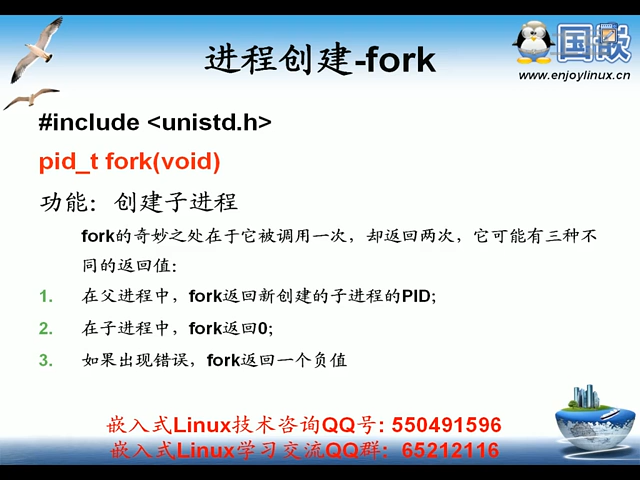 进程创建-fork
国嵌
www.enjoylinux.cn
#include <unistd.h>
pid_t fork(void)
功能：创建子进程
fork的奇妙之处在于它被调用一次，却返回两次，它可能有三种不
同的返回值：
1. 在父进程中，fork返回新创建的子进程的PID;
2. 在子进程中，fork返回0;
3. 如果出现错误，fork返回一个负值
嵌入式Linux技术咨询QQ号: 550491596
嵌入式Linux学习交流QQ群: 65212116